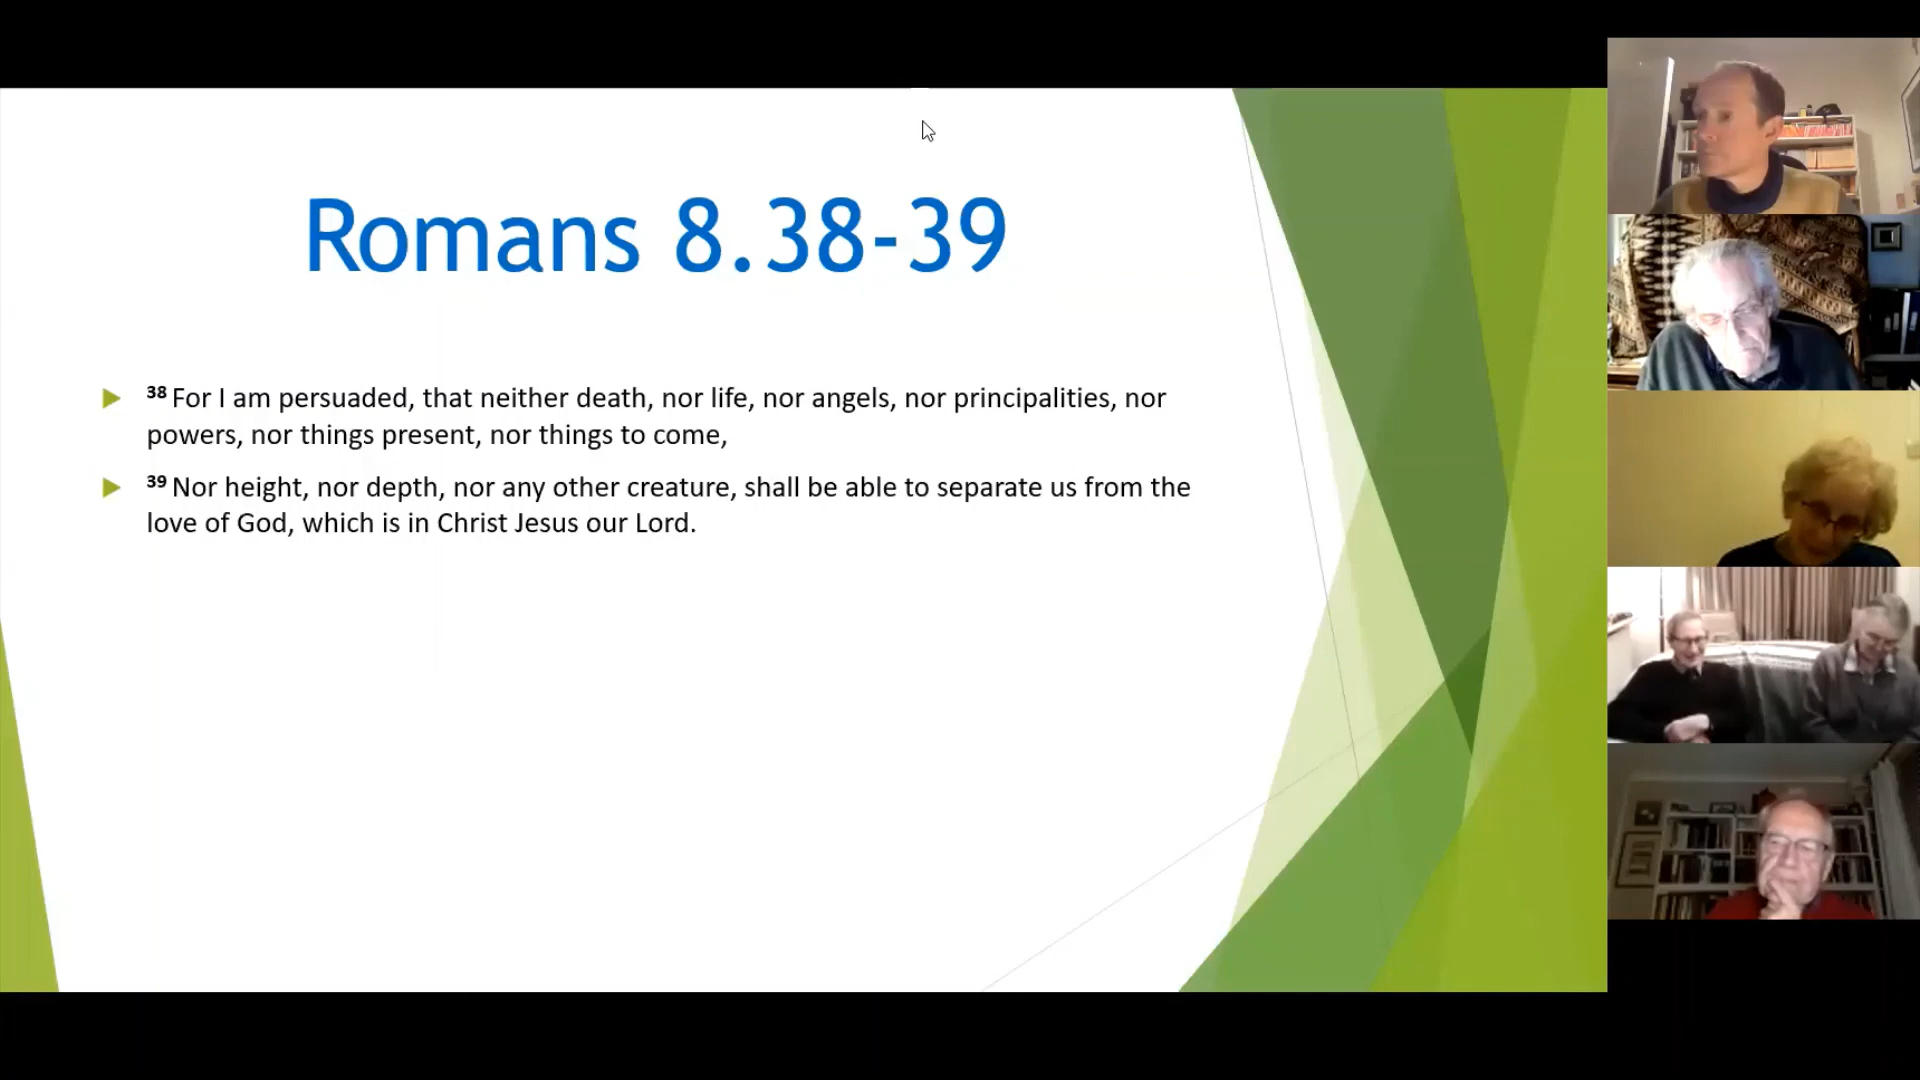 Romans 8.38-39
38 For I am persuaded, that neither death, nor life, nor angels, nor principalities, nor
powers, nor things present, nor things to come,
39 Nor height, nor depth, nor any other creature, shall be able to separate us from the
love of God, which is in Christ Jesus our Lord.